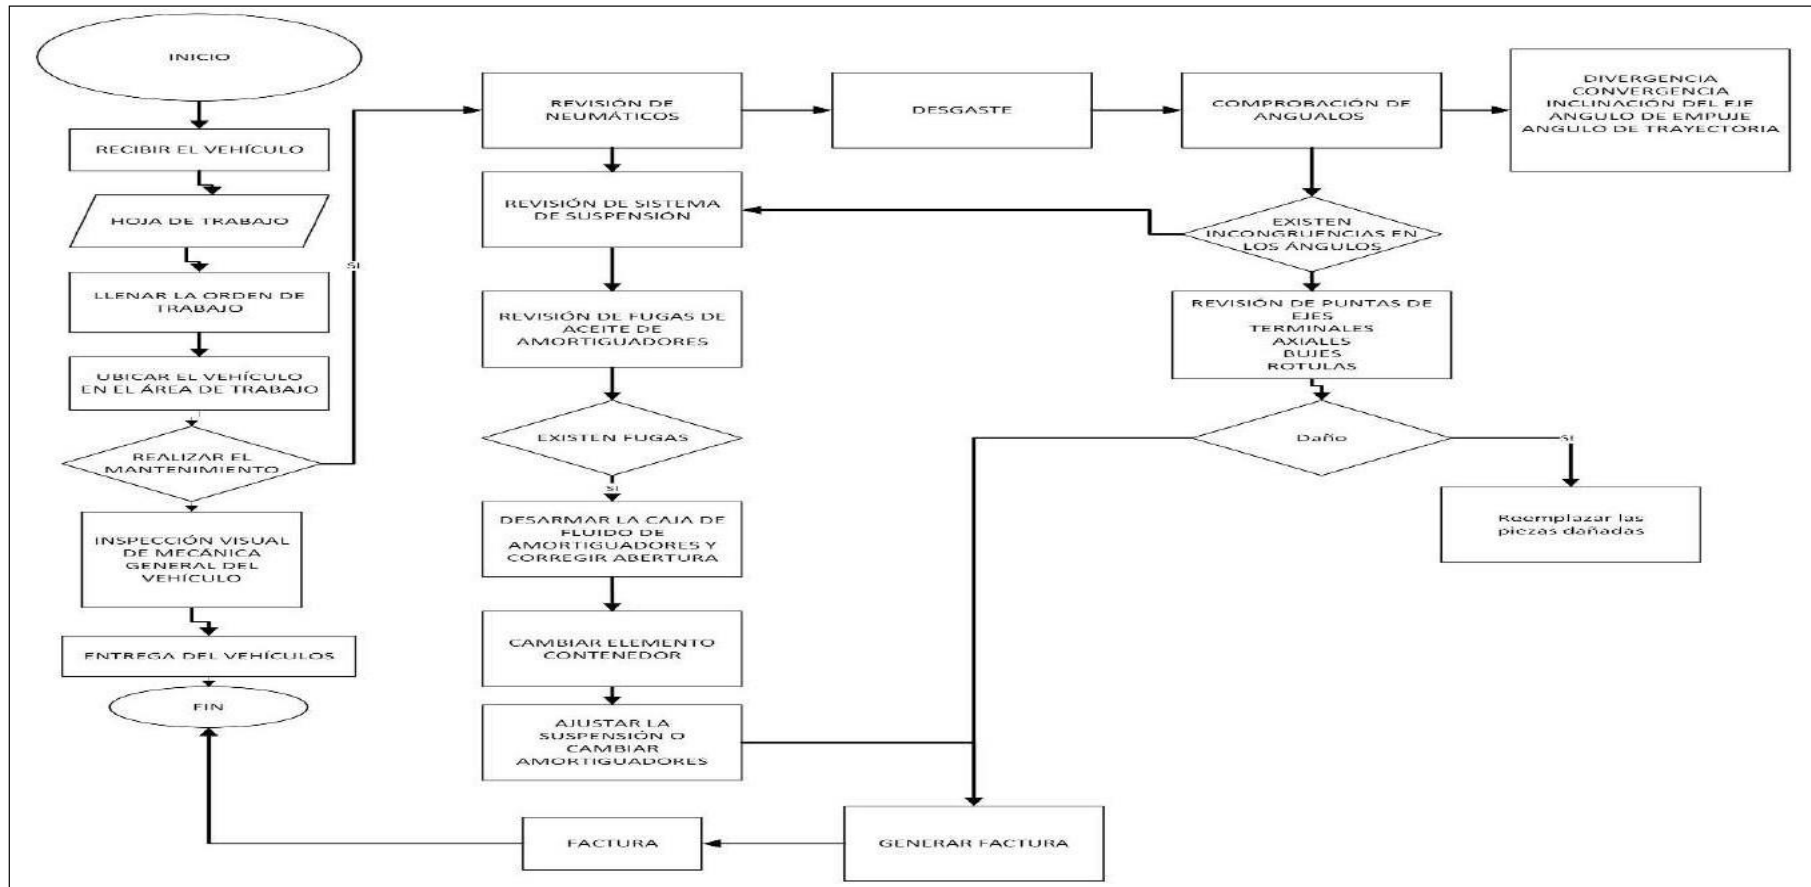 INICIO
RECIBIR EL VEHÍCULO
HOJA DE TRABAJO
LLENAR LA ORDEN DE
TRABAJO
UBICAR EL VEHÍCULO
EN EL ÁREA DE TRABAJO
REALIZAR EL
MANTENIMIENTO
INSPECCIÓN VISUAL
DE MECÁNICA
GENERAL DEL
VEHÍCULO
ENTREGA DEL VEHÍCULOS
FIN
SI
REVISIÓN DE
NEUMÁTICOS
REVISIÓN DE SISTEMA
DE SUSPENSIÓN
REVISIÓN DE FUGAS DE
ACEITE DE
AMORTIGUADORES
EXISTEN FUGAS
SI
DESARMAR LA CAJA DE
FLUIDO DE
AMORTIGUADORES Y
CORREGIR ABERTURA
CAMBIAR ELEMENTO
CONTENEDOR
AJUSTAR LA
SUSPENSIÓN O
CAMBIAR
AMORTIGUADORES
DESGASTE
COMPROBACIÓN DE
ANGUALOS
DIVERGENCIA
CONVERGENCIA
INCLINACIÓN DEL EJE
ANGULO DE EMPUJE
ANGULO DE TRAYECTORIA
EXISTEN
INCONGRUENCIAS EN
LOS ÁNGULOS
REVISIÓN DE PUNTAS DE
EJES
TERMINALES
AXIALES
BUJES
ROTULAS
Daño
SI
Reemplazar las
piezas dañadas
GENERAR FACTURA
FACTURA